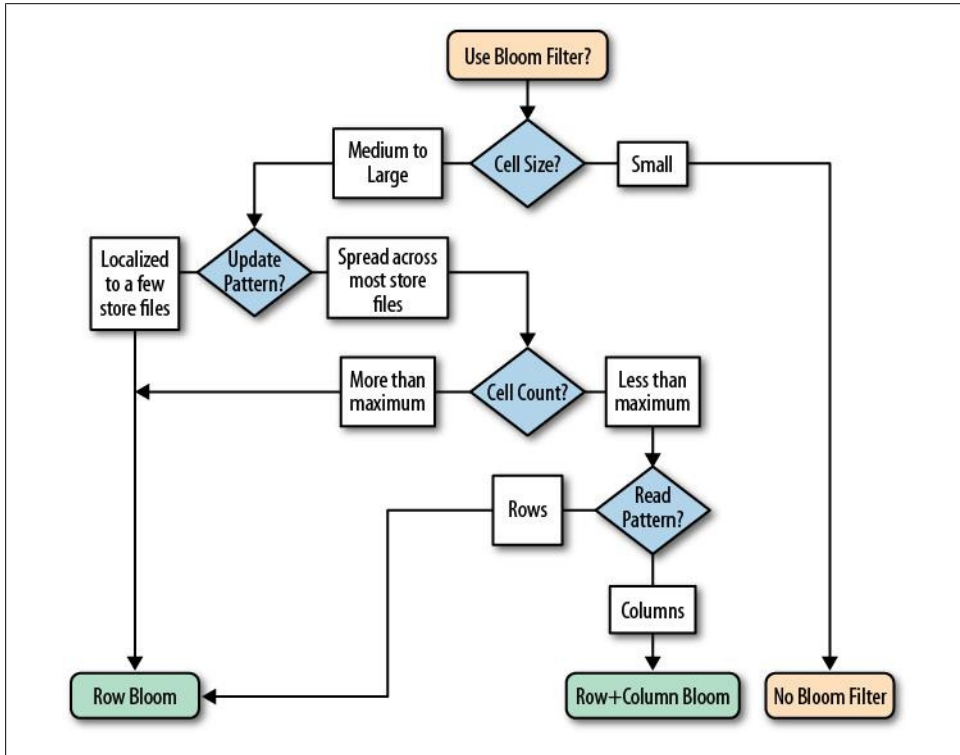 Use Bloom Filter?
Medium to
Large
Cell Size?
Small
Localized
to a few
store files
Update
Pattern?
Spread across
most store
files
More than
maximum
Cell Count?
Less than
maximum
Rows
Read
Pattern?
Columns
Row Bloom
Row+Column Bloom
No Bloom Filter